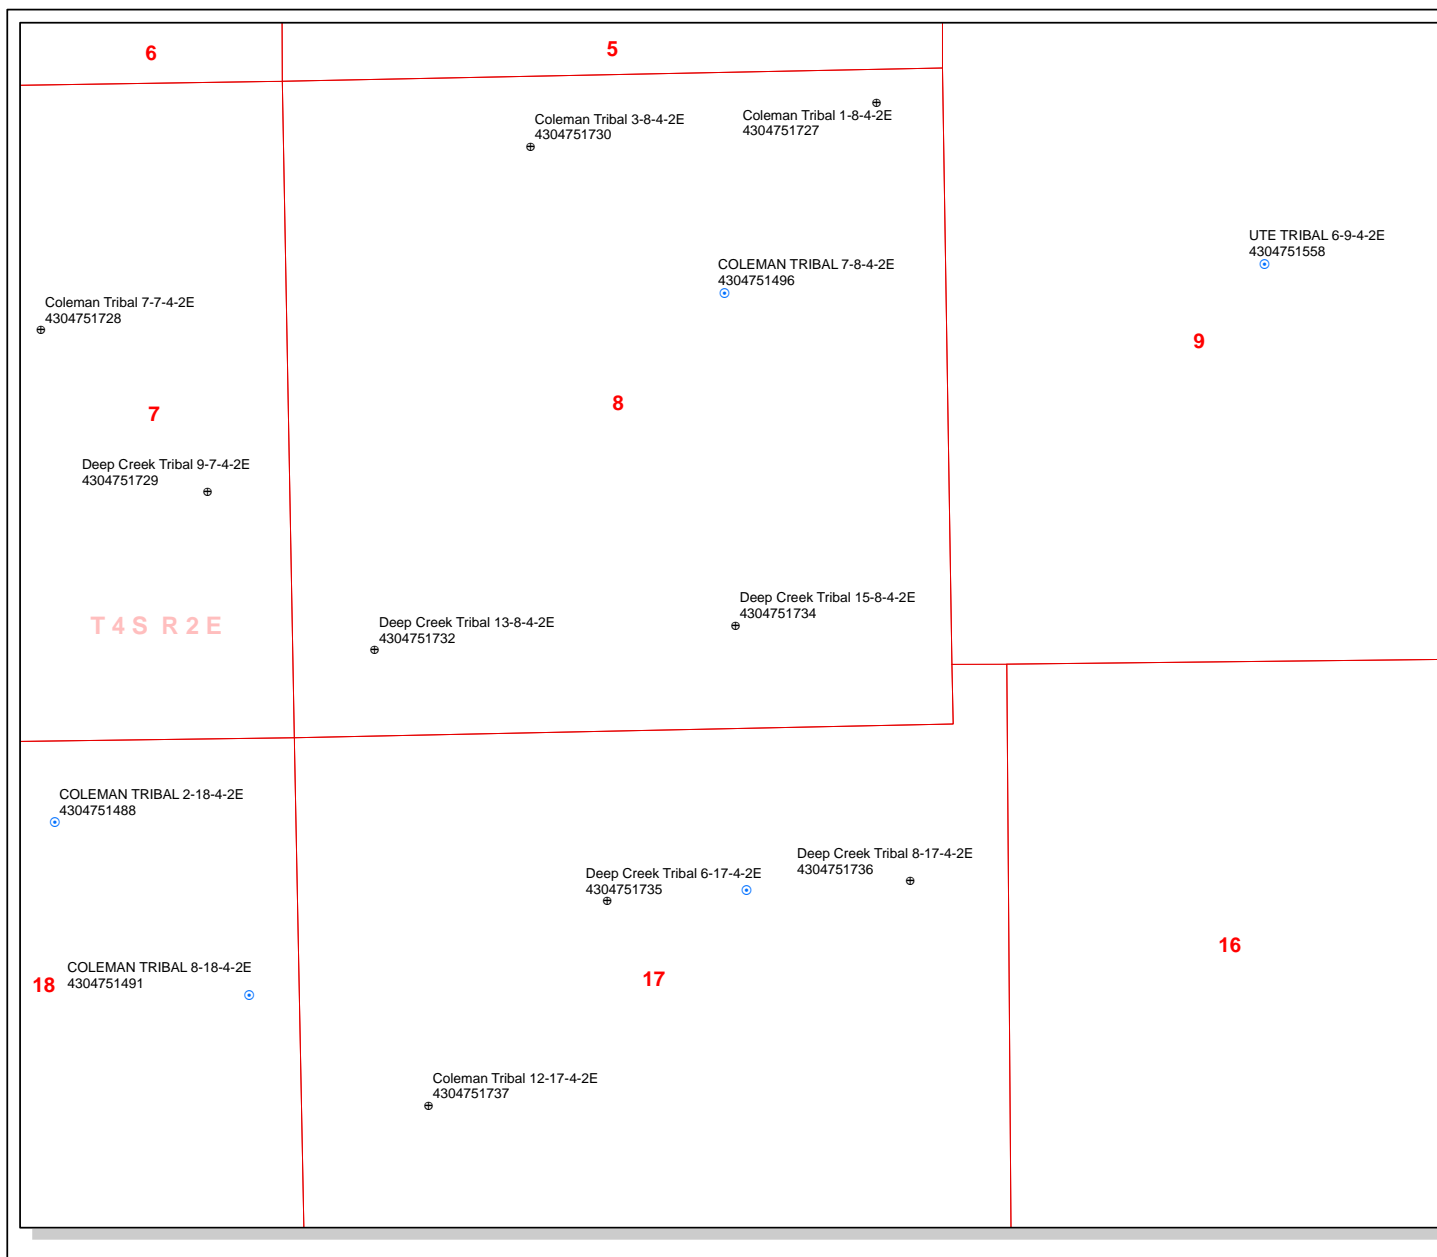 6
5
Coleman Tribal 3-8-4-2E
4304751730
Coleman Tribal 1-8-4-2E
4304751727
UTE TRIBAL 6-9-4-2E
4304751558
COLEMAN TRIBAL 7-8-4-2E
4304751496
Coleman Tribal 7-7-4-2E
4304751728
9
8
7
Deep Creek Tribal 9-7-4-2E
4304751729
T4S R2E
Deep Creek Tribal 13-8-4-2E
4304751732
Deep Creek Tribal 15-8-4-2E
4304751734
COLEMAN TRIBAL 2-18-4-2E
4304751488
Deep Creek Tribal 6-17-4-2E
4304751735
Deep Creek Tribal 8-17-4-2E
4304751736
16
18
COLEMAN TRIBAL 8-18-4-2E
4304751491
17
Coleman Tribal 12-17-4-2E
4304751737